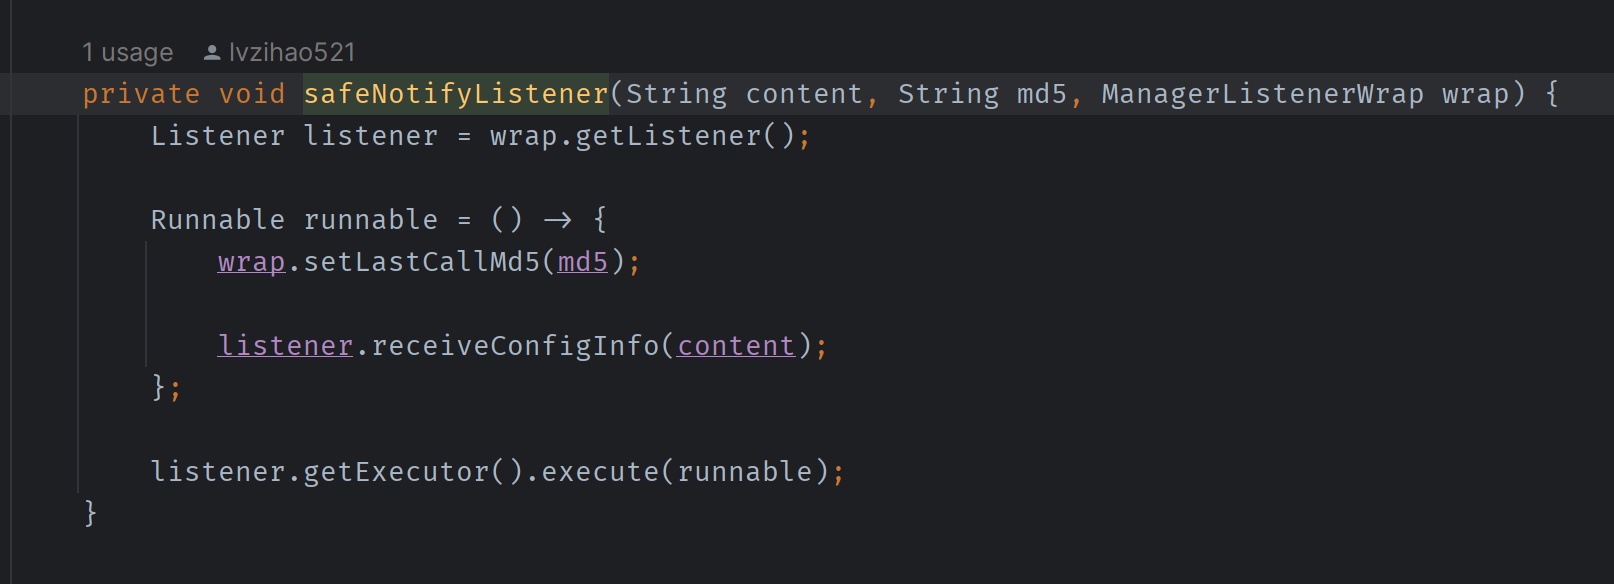 1 usage lvzihao521
private void safeNotifyListener(String content, String md5, ManagerListenerWrap wrap) {
Listener listener = wrap.getListener();
Runnable runnable = () -> {
wrap.setLastCallMd5(md5);
listener.receiveConfigInfo(content);
};
listener.getExecutor().execute(runnable);
}